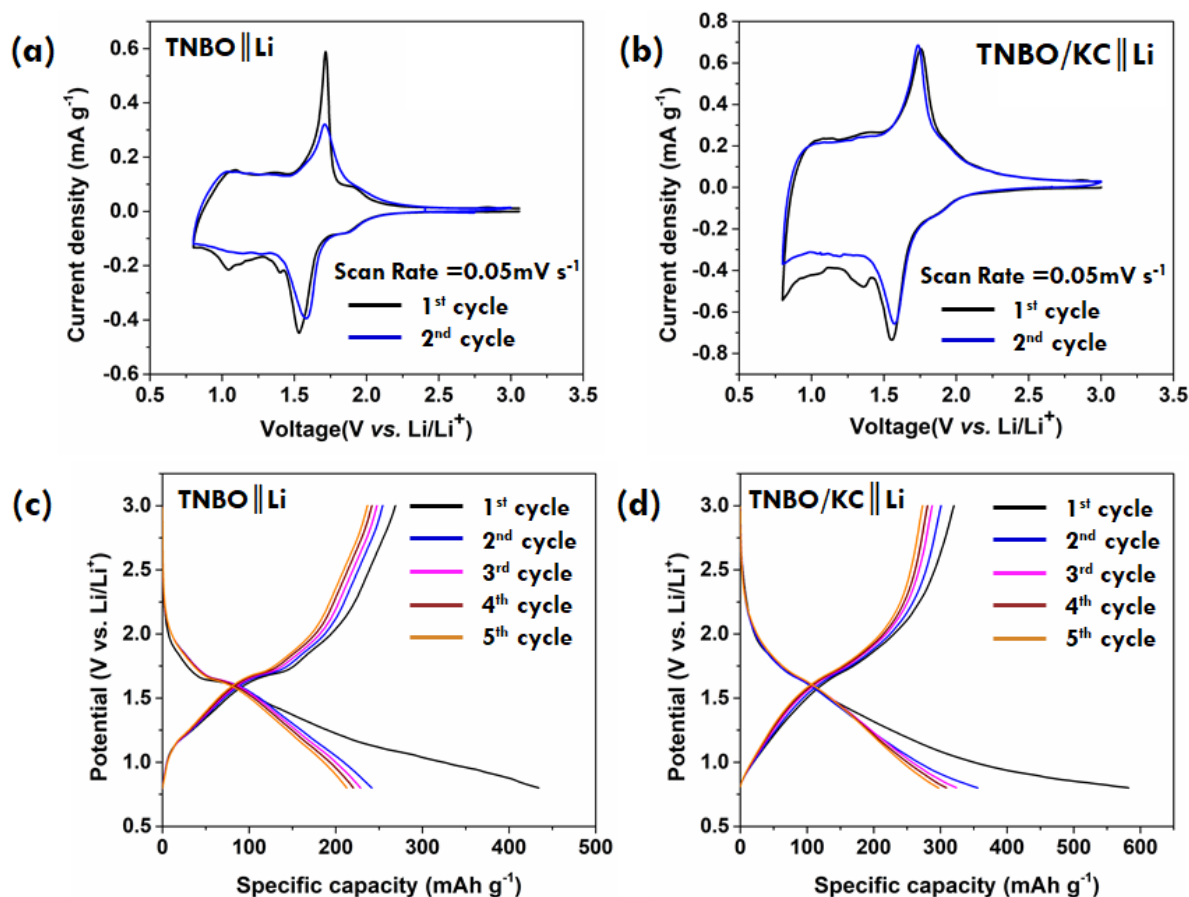 (a)
TNBO‖Li
Scan Rate =0.05mV s⁻¹
1ˢᵗ cycle
2ⁿᵈ cycle
0.6
0.4
0.2
0.0
-0.2
-0.4
-0.6
0.5 1.0 1.5 2.0 2.5 3.0 3.5
Current density (mA g⁻¹)
Voltage(V vs. Li/Li⁺)
(b)
TNBO/KC‖Li
Scan Rate =0.05mV s⁻¹
1ˢᵗ cycle
2ⁿᵈ cycle
0.8
0.6
0.4
0.2
0.0
-0.2
-0.4
-0.6
-0.8
0.5 1.0 1.5 2.0 2.5 3.0 3.5
Current density (mA g⁻¹)
Voltage(V vs. Li/Li⁺)
(c)
TNBO‖Li
1ˢᵗ cycle
2ⁿᵈ cycle
3ʳᵈ cycle
4ᵗʰ cycle
5ᵗʰ cycle
3.0
2.5
2.0
1.5
1.0
0.5
0 100 200 300 400 500
Potential (V vs. Li/Li⁺)
Specific capacity (mAh g⁻¹)
(d)
TNBO/KC‖Li
1ˢᵗ cycle
2ⁿᵈ cycle
3ʳᵈ cycle
4ᵗʰ cycle
5ᵗʰ cycle
3.0
2.5
2.0
1.5
1.0
0.5
0 100 200 300 400 500 600
Potential (V vs. Li/Li⁺)
Specific capacity (mAh g⁻¹)